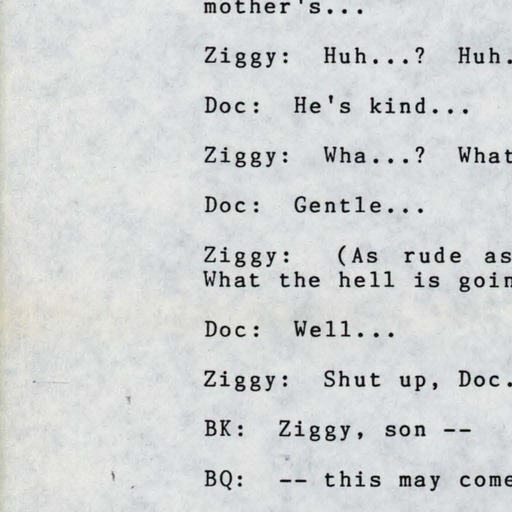 mother's...
Ziggy:  Huh...?  Huh.
Doc:  He's kind...
Ziggy:  Wha...?  What
Doc:  Gentle...
Ziggy:  (As rude as
What the hell is goin
Doc:  Well...
Ziggy:  Shut up, Doc.
BK:  Ziggy, son --
BQ:  -- this may come